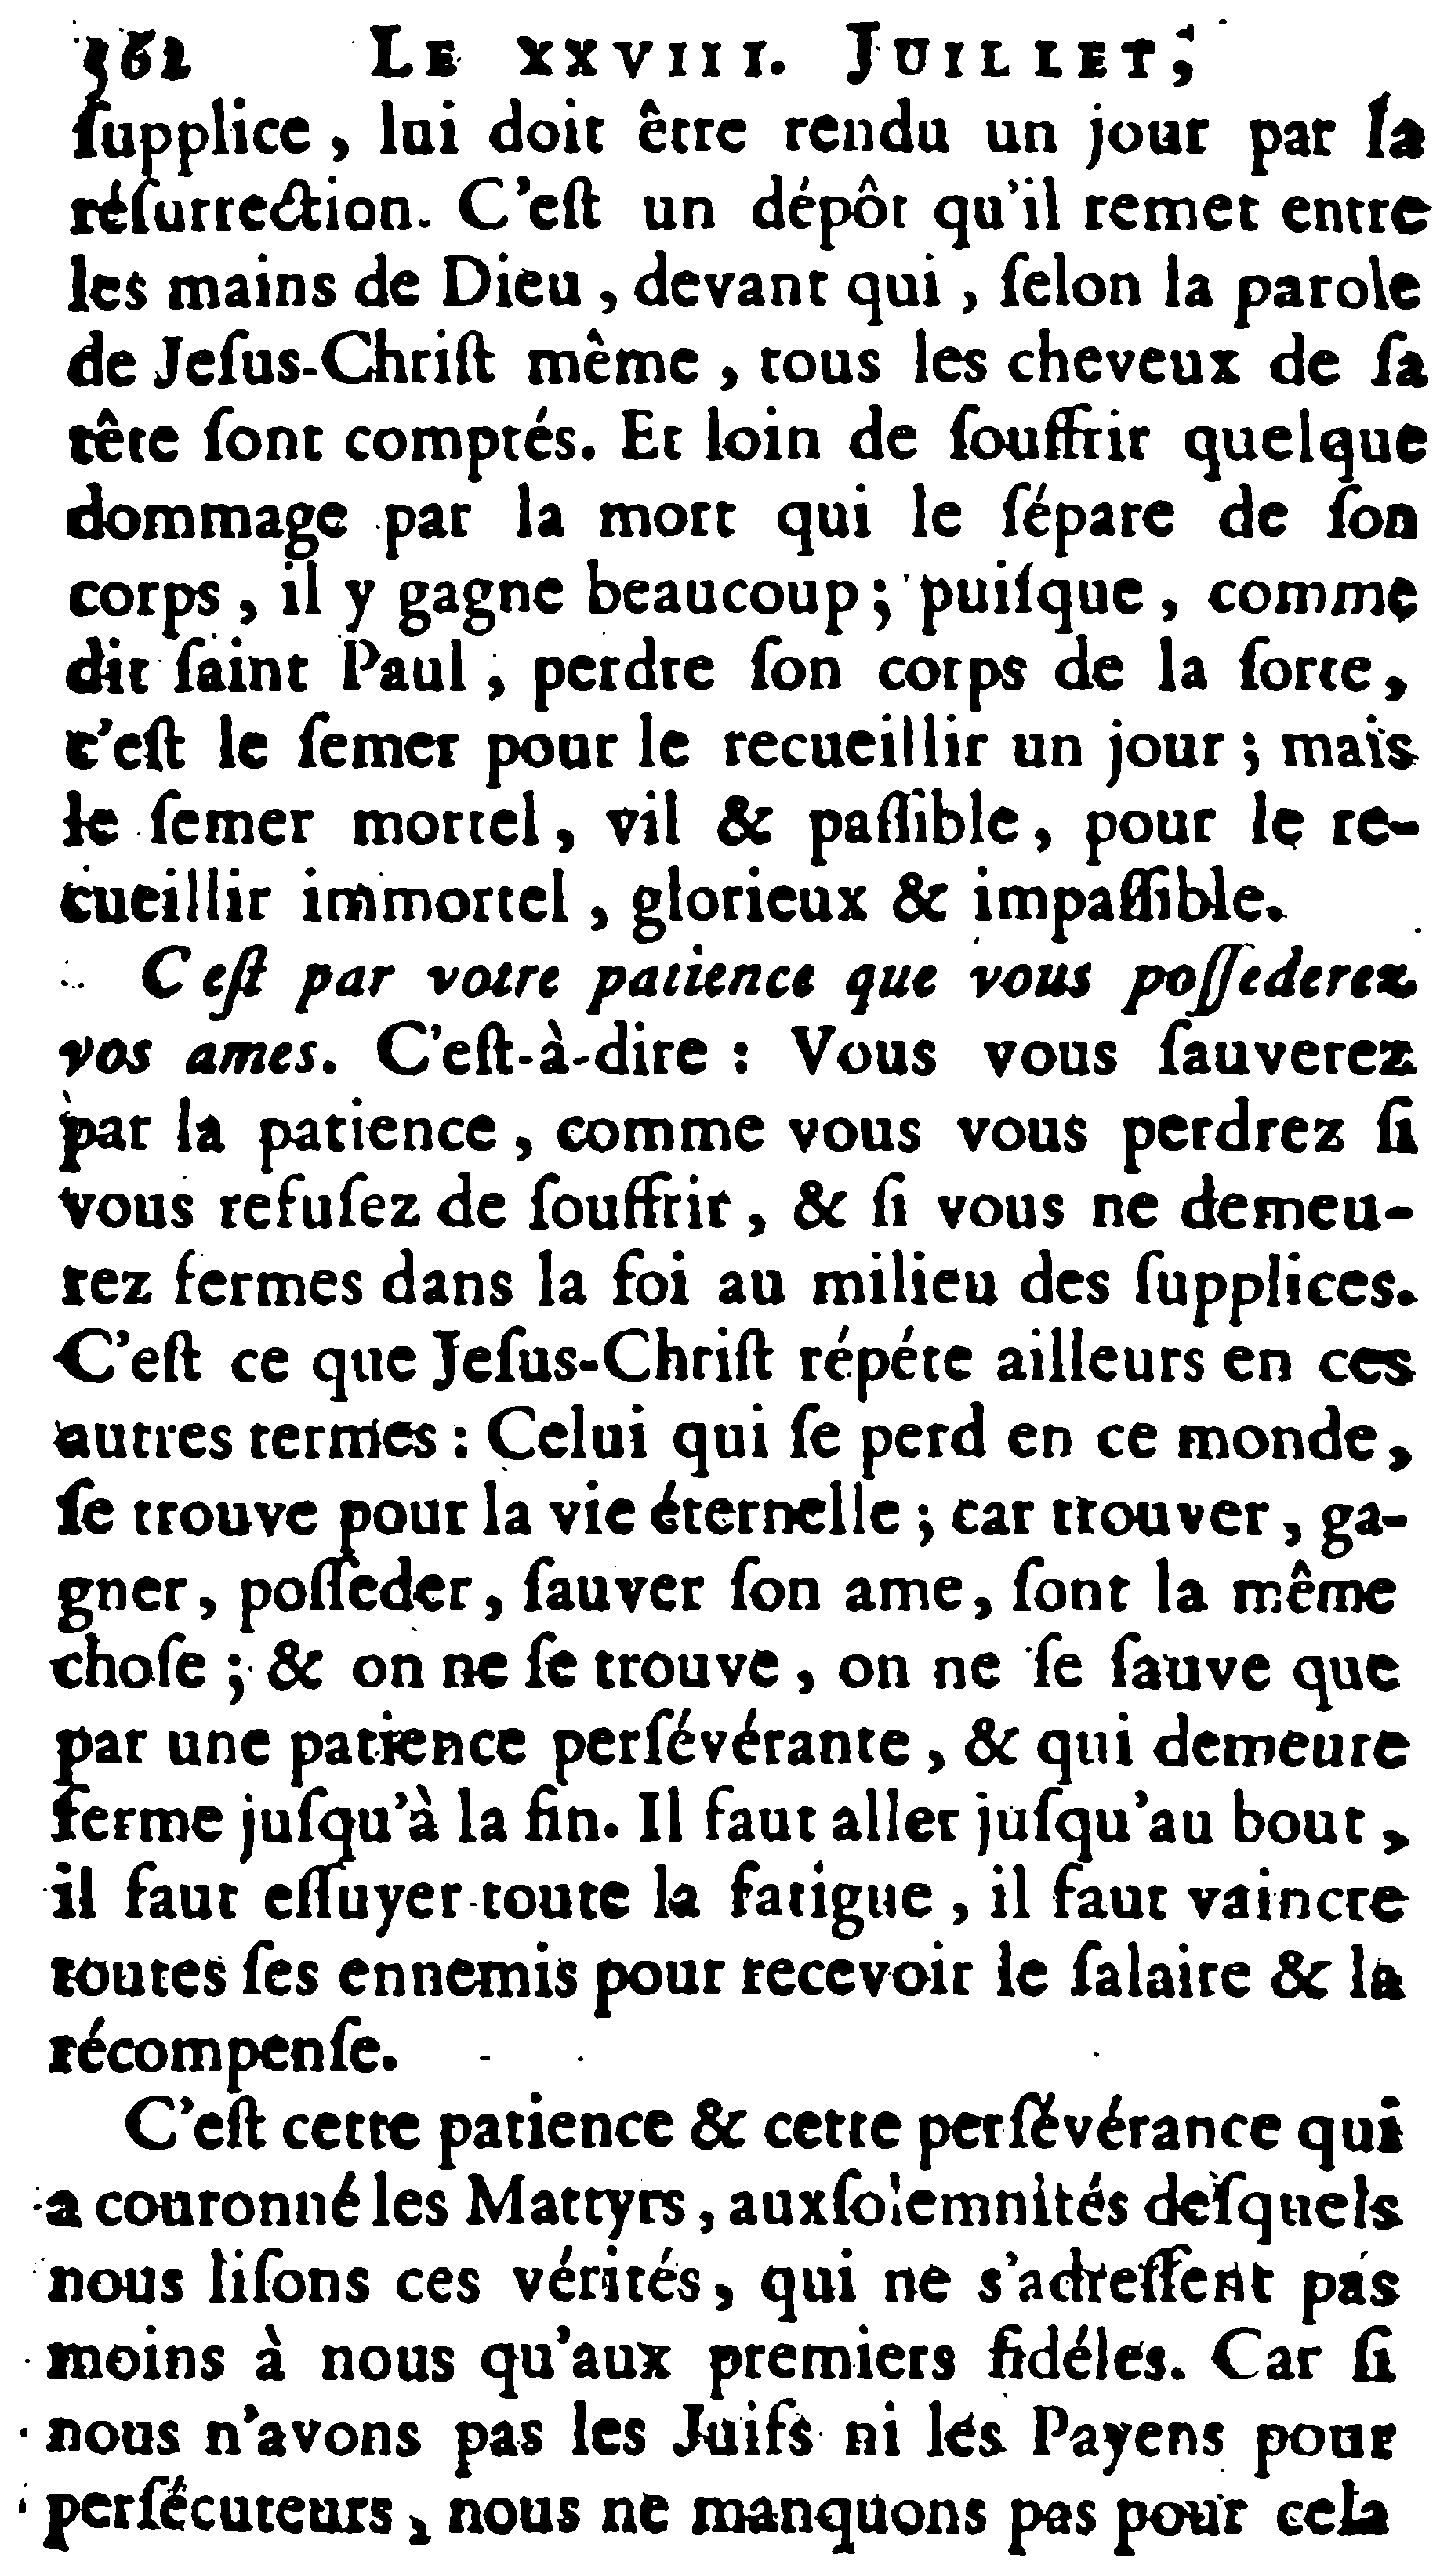 362 LE XXVIII. JUILLET,
ſupplice, lui doit être rendu un jour par la
réſurrection. C'eſt un dépôt qu'il remet entre
les mains de Dieu, devant qui, ſelon la parole
de Jeſus-Chriſt même, tous les cheveux de ſa
tête ſont comptés. Et loin de ſouffrir quelque
dommage par la mort qui le ſépare de ſon
corps, il y gagne beaucoup; puiſque, comme
dit ſaint Paul, perdre ſon corps de la ſorte,
c'eſt le ſemer pour le recueillir un jour; mais
le ſemer mortel, vil & paſſible, pour le re-
cueillir immortel, glorieux & impaſſible.
C'eſt par votre patience que vous poſſederez
vos ames. C'eſt-à-dire : Vous vous ſauverez
par la patience, comme vous vous perdrez ſi
vous refuſez de ſouffrir, & ſi vous ne demeu-
rez fermes dans la foi au milieu des ſupplices.
C'eſt ce que Jeſus-Chriſt répéte ailleurs en ces
autres termes : Celui qui ſe perd en ce monde,
ſe trouve pour la vie éternelle; car trouver, ga-
gner, poſſeder, ſauver ſon ame, ſont la même
choſe; & on ne ſe trouve, on ne ſe ſauve que
par une patience perſévérante, & qui demeure
ferme juſqu'à la fin. Il faut aller juſqu'au bout,
il faut eſſuyer toute la fatigue, il faut vaincre
toutes ſes ennemis pour recevoir le ſalaire & la
récompenſe.
C'eſt cette patience & cette perſévérance qui
a couronné les Martyrs, aux ſolemnités deſquels
nous liſons ces vérités, qui ne s'adreſſent pas
moins à nous qu'aux premiers fidéles. Car ſi
nous n'avons pas les Juifs ni les Payens pour
perſécuteurs, nous ne manquons pas pour cela